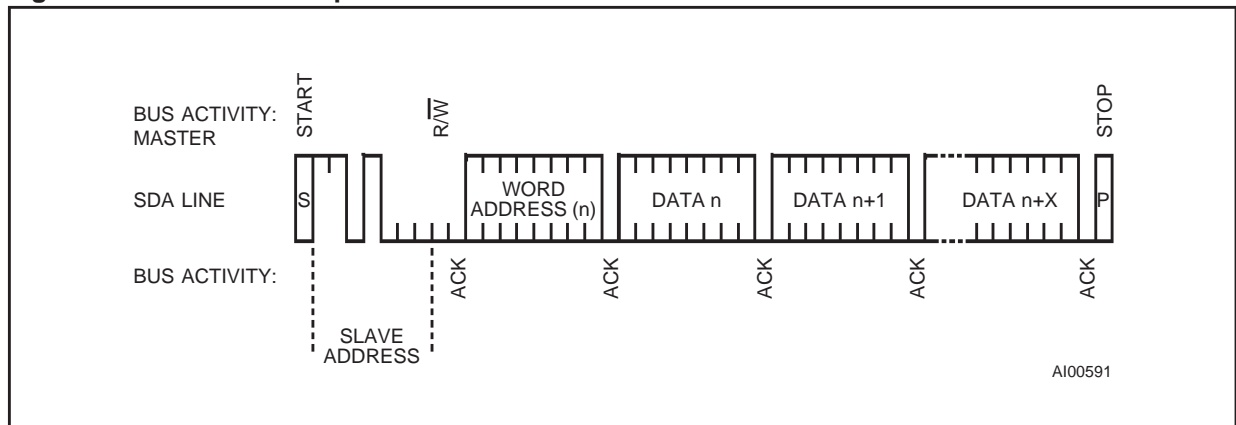 START
R/W
STOP
BUS ACTIVITY:
MASTER
SDA LINE
S
WORD
ADDRESS (n)
DATA n
DATA n+1
DATA n+X
P
BUS ACTIVITY:
ACK
ACK
ACK
ACK
ACK
SLAVE
ADDRESS
AI00591